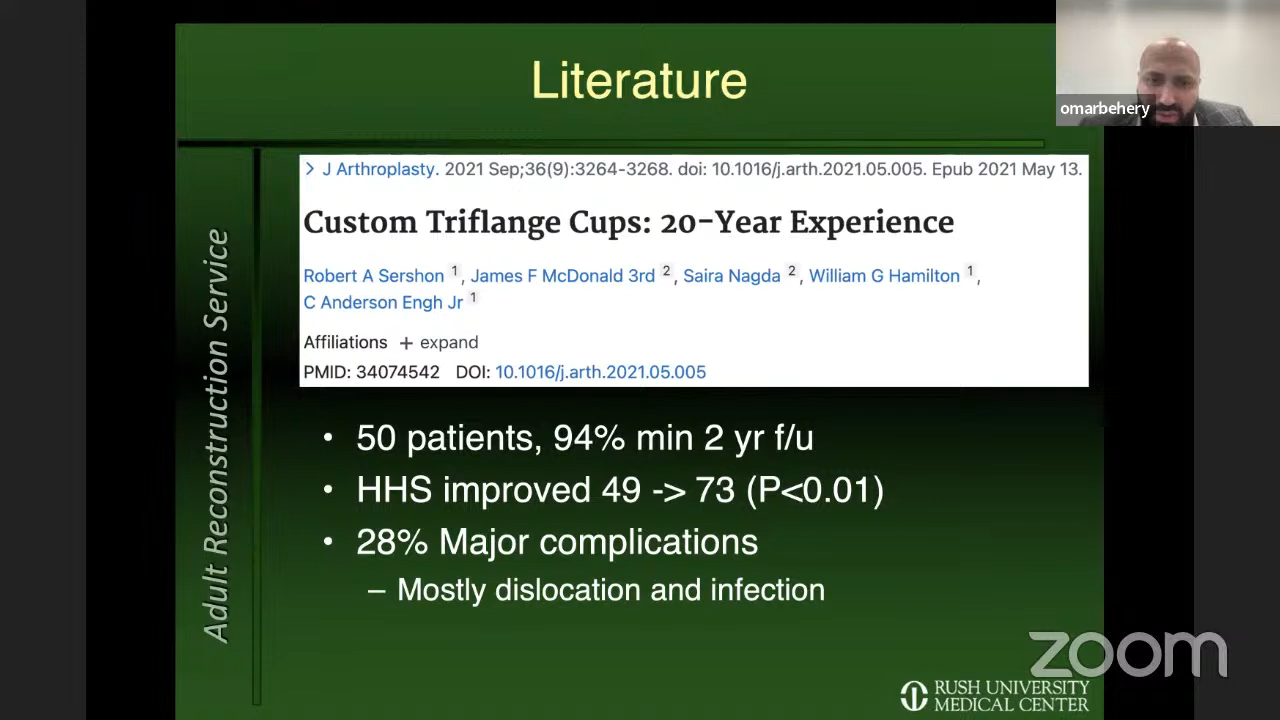 Literature
omarbehery
> J Arthroplasty. 2021 Sep;36(9):3264-3268. doi: 10.1016/j.arth.2021.05.005. Epub 2021 May 13.
Custom Triflange Cups: 20-Year Experience
Robert A Sershon 1, James F McDonald 3rd 2, Saira Nagda 2, William G Hamilton 1,
C Anderson Engh Jr 1
Affiliations + expand
PMID: 34074542 DOI: 10.1016/j.arth.2021.05.005
Adult Reconstruction Service
• 50 patients, 94% min 2 yr f/u
• HHS improved 49 -> 73 (P<0.01)
• 28% Major complications
– Mostly dislocation and infection
zoom
RUSH UNIVERSITY
MEDICAL CENTER